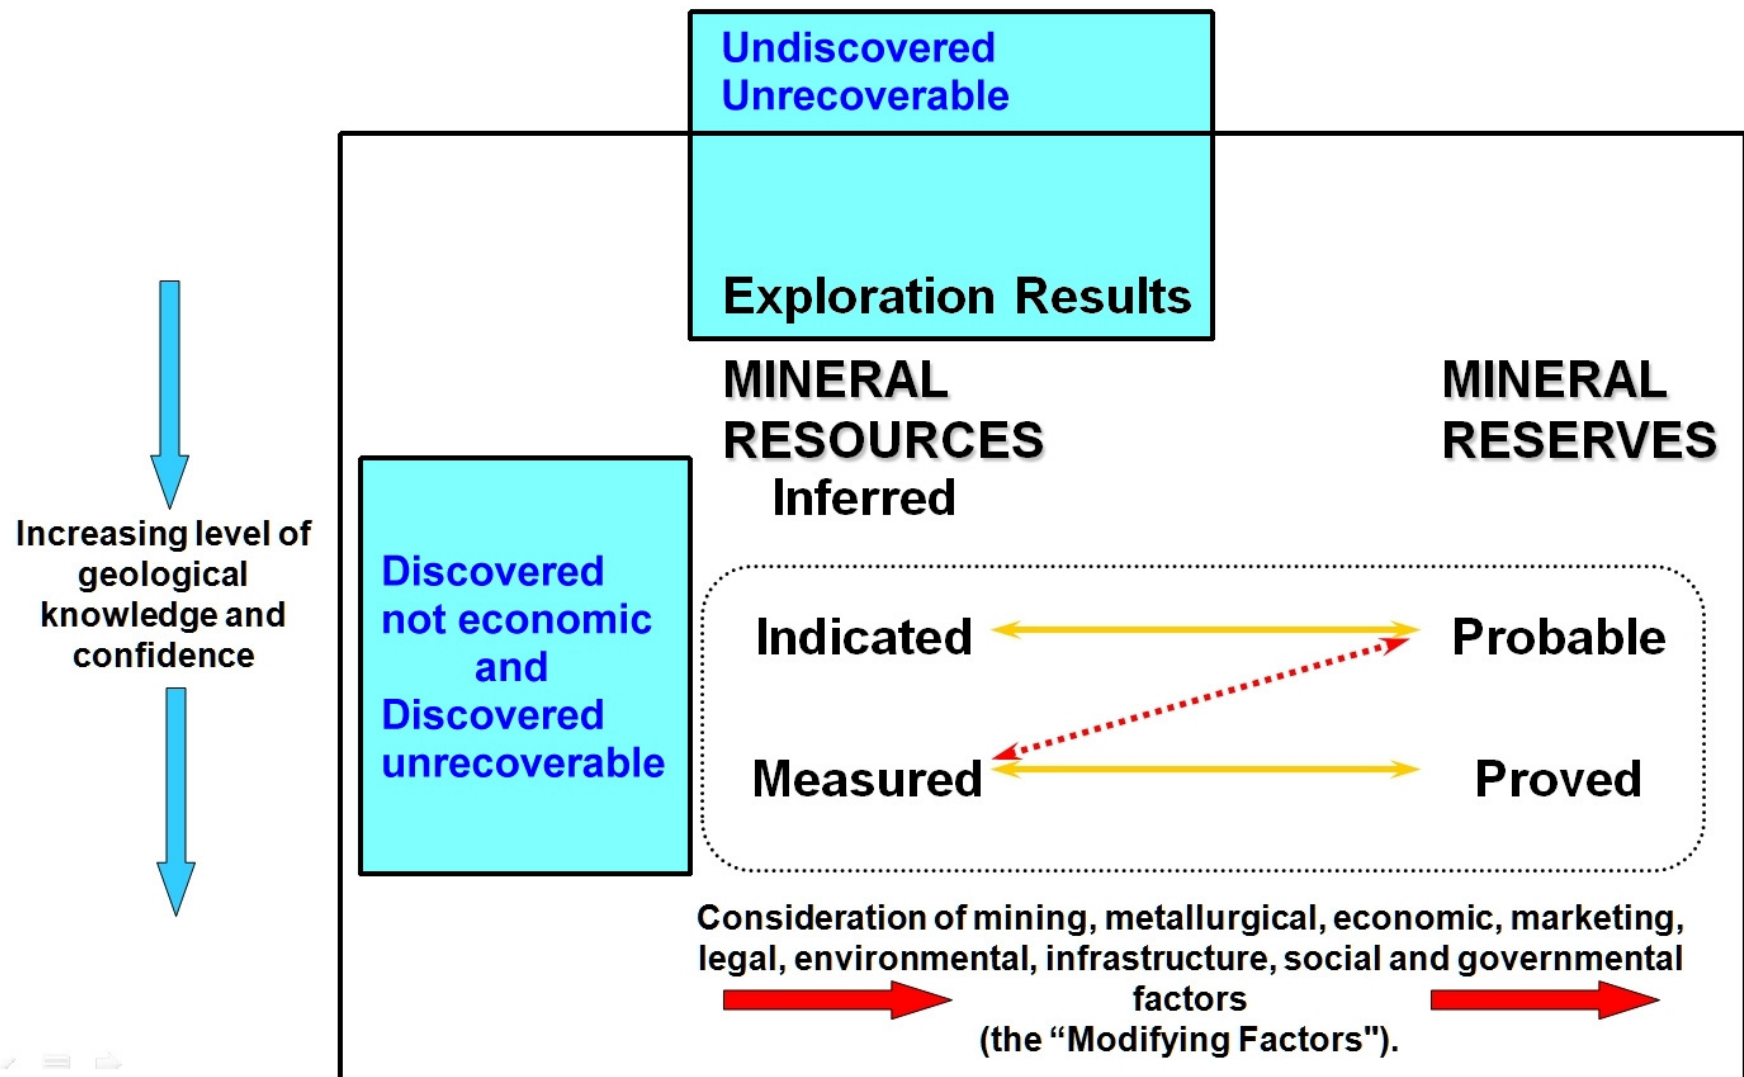 Undiscovered
Unrecoverable
Exploration Results
MINERAL
RESOURCES
Inferred
MINERAL
RESERVES
Increasing level of
geological
knowledge and
confidence
Discovered
not economic
and
Discovered
unrecoverable
Indicated
Probable
Measured
Proved
Consideration of mining, metallurgical, economic, marketing,
legal, environmental, infrastructure, social and governmental
factors
(the “Modifying Factors").